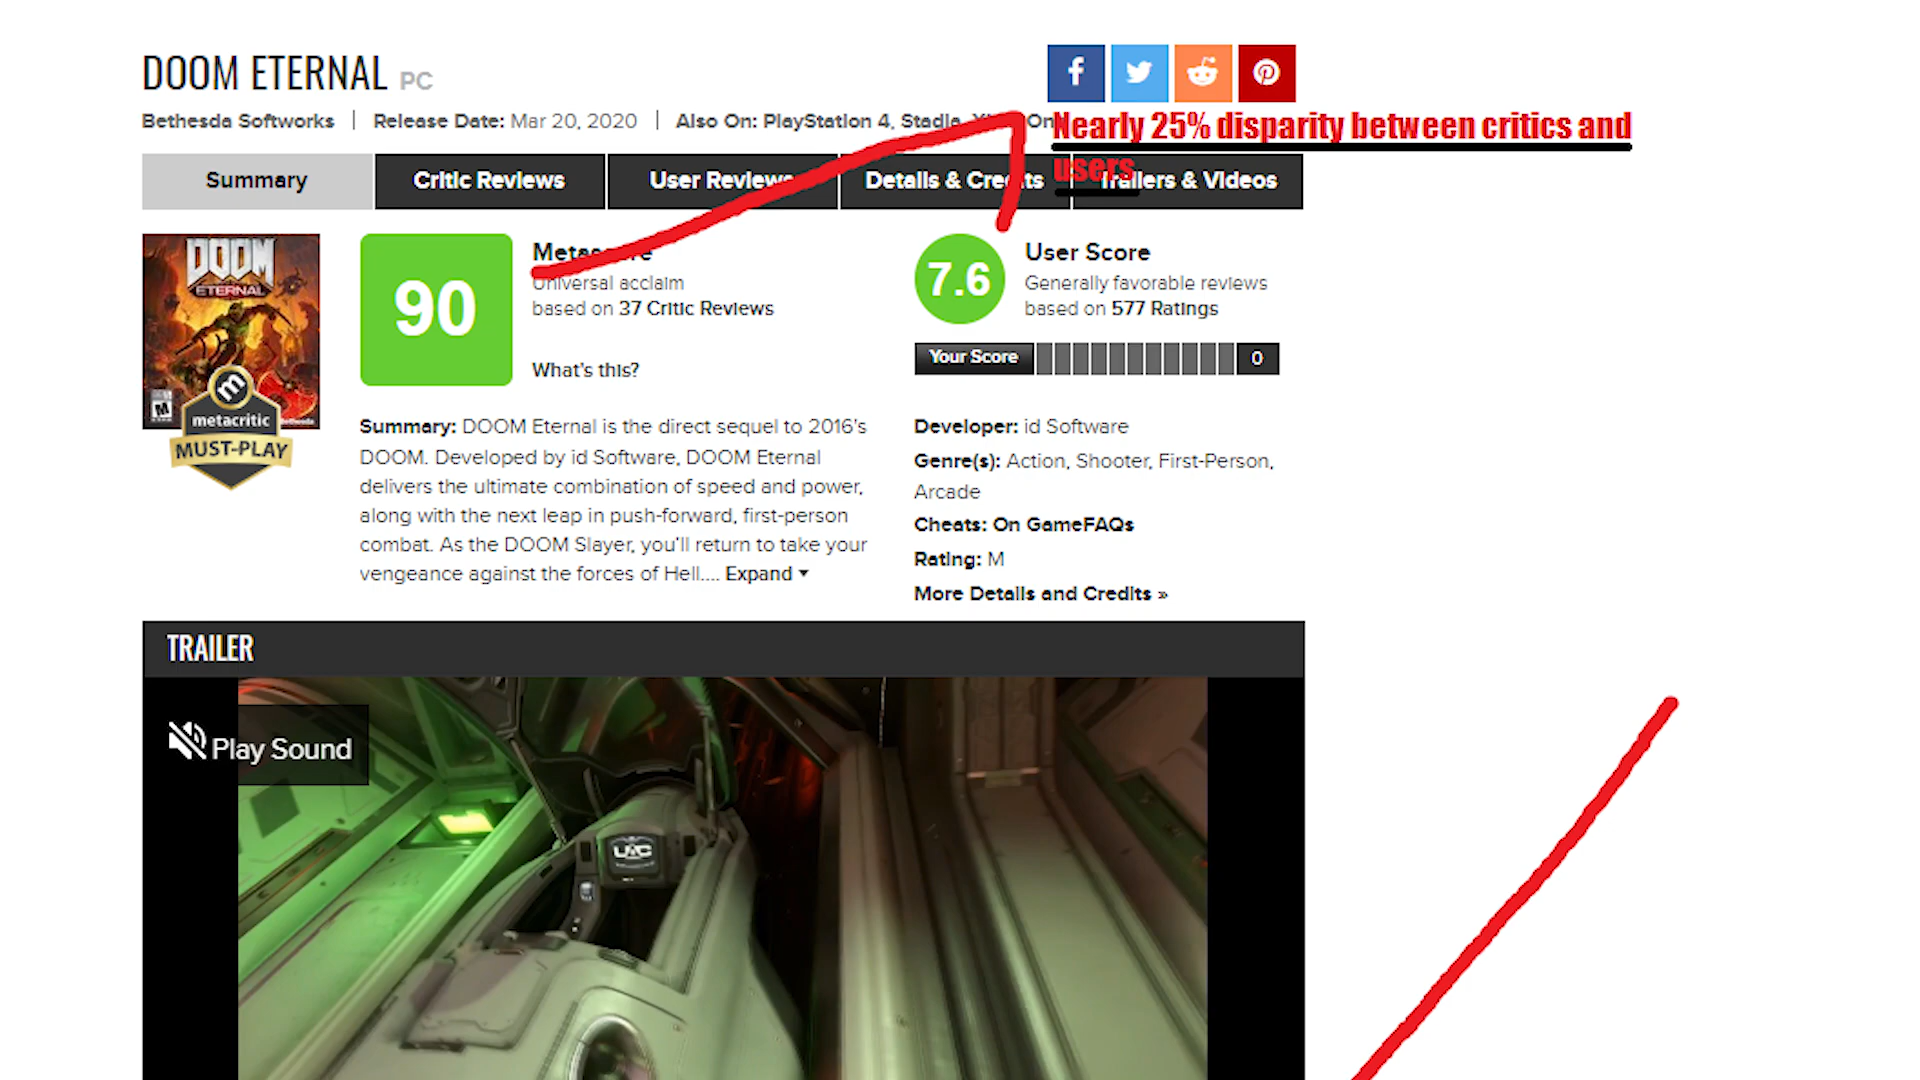 DOOM ETERNAL PC
Bethesda Softworks | Release Date: Mar 20, 2020 | Also On: PlayStation 4, Stadia, On
Nearly 25% disparity between critics and
users
Summary Critic Reviews User Reviews Details & Credits Trailers & Videos
DOOM
ETERNAL
M
metacritic
MUST-PLAY
90
Metascore
Universal acclaim
based on 37 Critic Reviews
What's this?
7.6
User Score
Generally favorable reviews
based on 577 Ratings
Your Score 0
Summary: DOOM Eternal is the direct sequel to 2016's
DOOM. Developed by id Software, DOOM Eternal
delivers the ultimate combination of speed and power,
along with the next leap in push-forward, first-person
combat. As the DOOM Slayer, you'll return to take your
vengeance against the forces of Hell.... Expand
Developer: id Software
Genre(s): Action, Shooter, First-Person,
Arcade
Cheats: On GameFAQs
Rating: M
More Details and Credits »
TRAILER
Play Sound
UAC